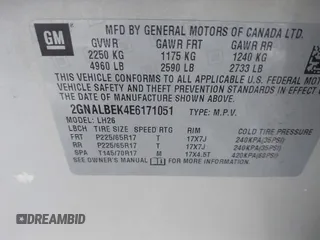 GM
MFD BY GENERAL MOTORS OF CANADA LTD.
GVWR GAWR FRT GAWR RR
2250 KG 1175 KG 1240 KG
4960 LB 2590 LB 2733 LB
THIS VEHICLE CONFORMS TO ALL APPLICABLE U.S. FEDERAL MOTOR
VEHICLE SAFETY AND THEFT PREVENTION STANDARDS IN EFFECT
ON THE DATE OF MANUFACTURE SHOWN ABOVE.
2GNALBEK4E6171051 TYPE: M.P.V.
MODEL: LH26
TIRE SIZE SPEED RTG RIM COLD TIRE PRESSURE
FRT P225/65R17 T 17X7J 240KPA(35PSI)
RR P225/65R17 T 17X7J 240KPA(35PSI)
SPA T145/70R17 M 17X4.5T 420KPA(60PSI)
SEE OWNER'S MANUAL FOR ADDITIONAL INFORMATION
© DREAMBID.COM